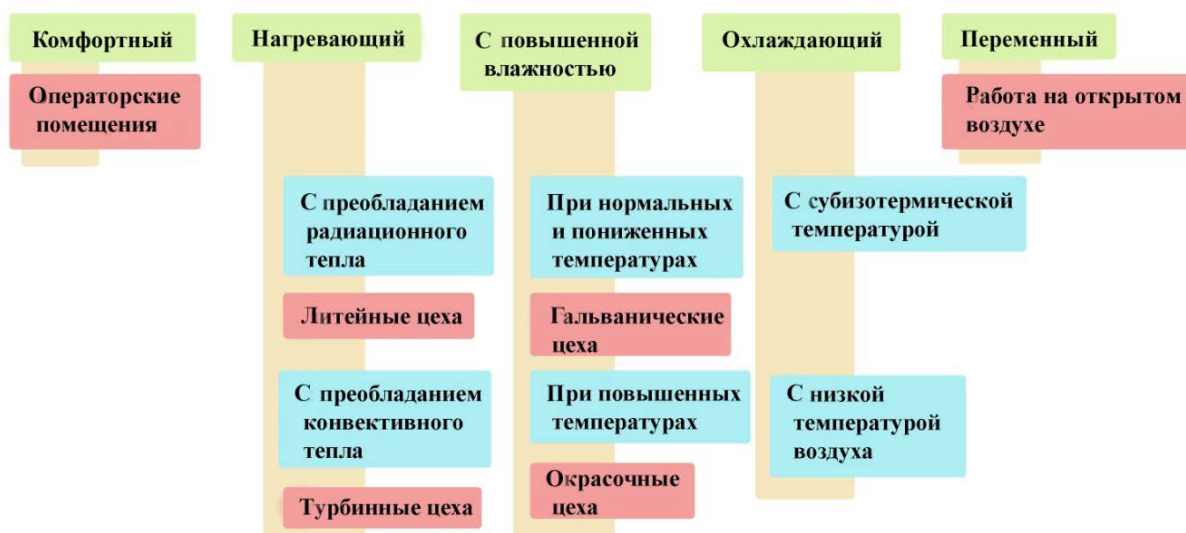 Комфортный
Операторские
помещения
Нагревающий
С преобладанием
радиационного
тепла
Литейные цеха
С преобладанием
конвективного
тепла
Турбинные цеха
С повышенной
влажностью
При нормальных
и пониженных
температурах
Гальванические
цеха
При повышенных
температурах
Окрасочные
цеха
Охлаждающий
С субизотермической
температурой
С низкой
температурой
воздуха
Переменный
Работа на открытом
воздухе